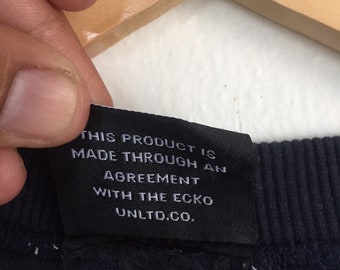 THIS PRODUCT IS
MADE THROUGH AN
AGREEMENT
WITH THE ECKO
UNLTD.CO.